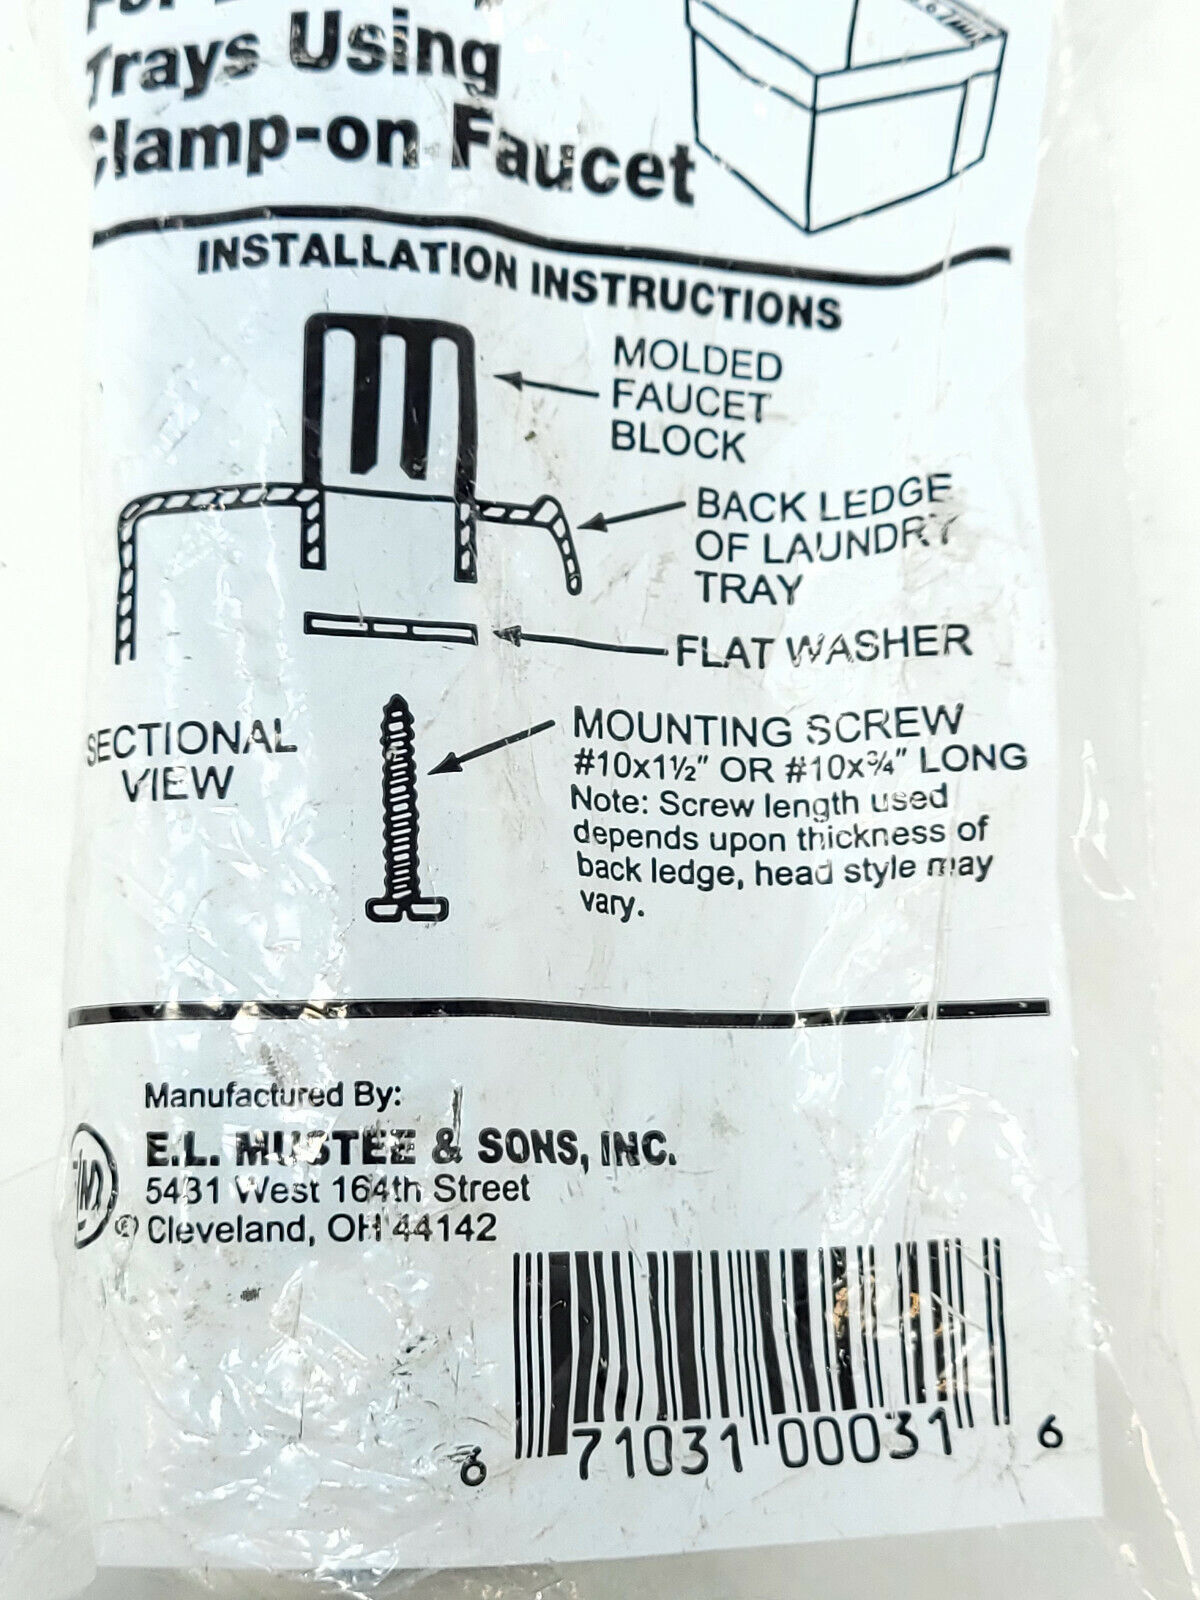 For
Trays Using
Clamp-on Faucet
INSTALLATION INSTRUCTIONS
MOLDED
FAUCET
BLOCK
BACK LEDGE
OF LAUNDRY
TRAY
FLAT WASHER
SECTIONAL
VIEW
MOUNTING SCREW
#10x1½" OR #10x¾" LONG
Note: Screw length used
depends upon thickness of
back ledge, head style may
vary.
Manufactured By:
E.L. MUSTEE & SONS, INC.
5431 West 164th Street
Cleveland, OH 44142
6 71031 00031 6